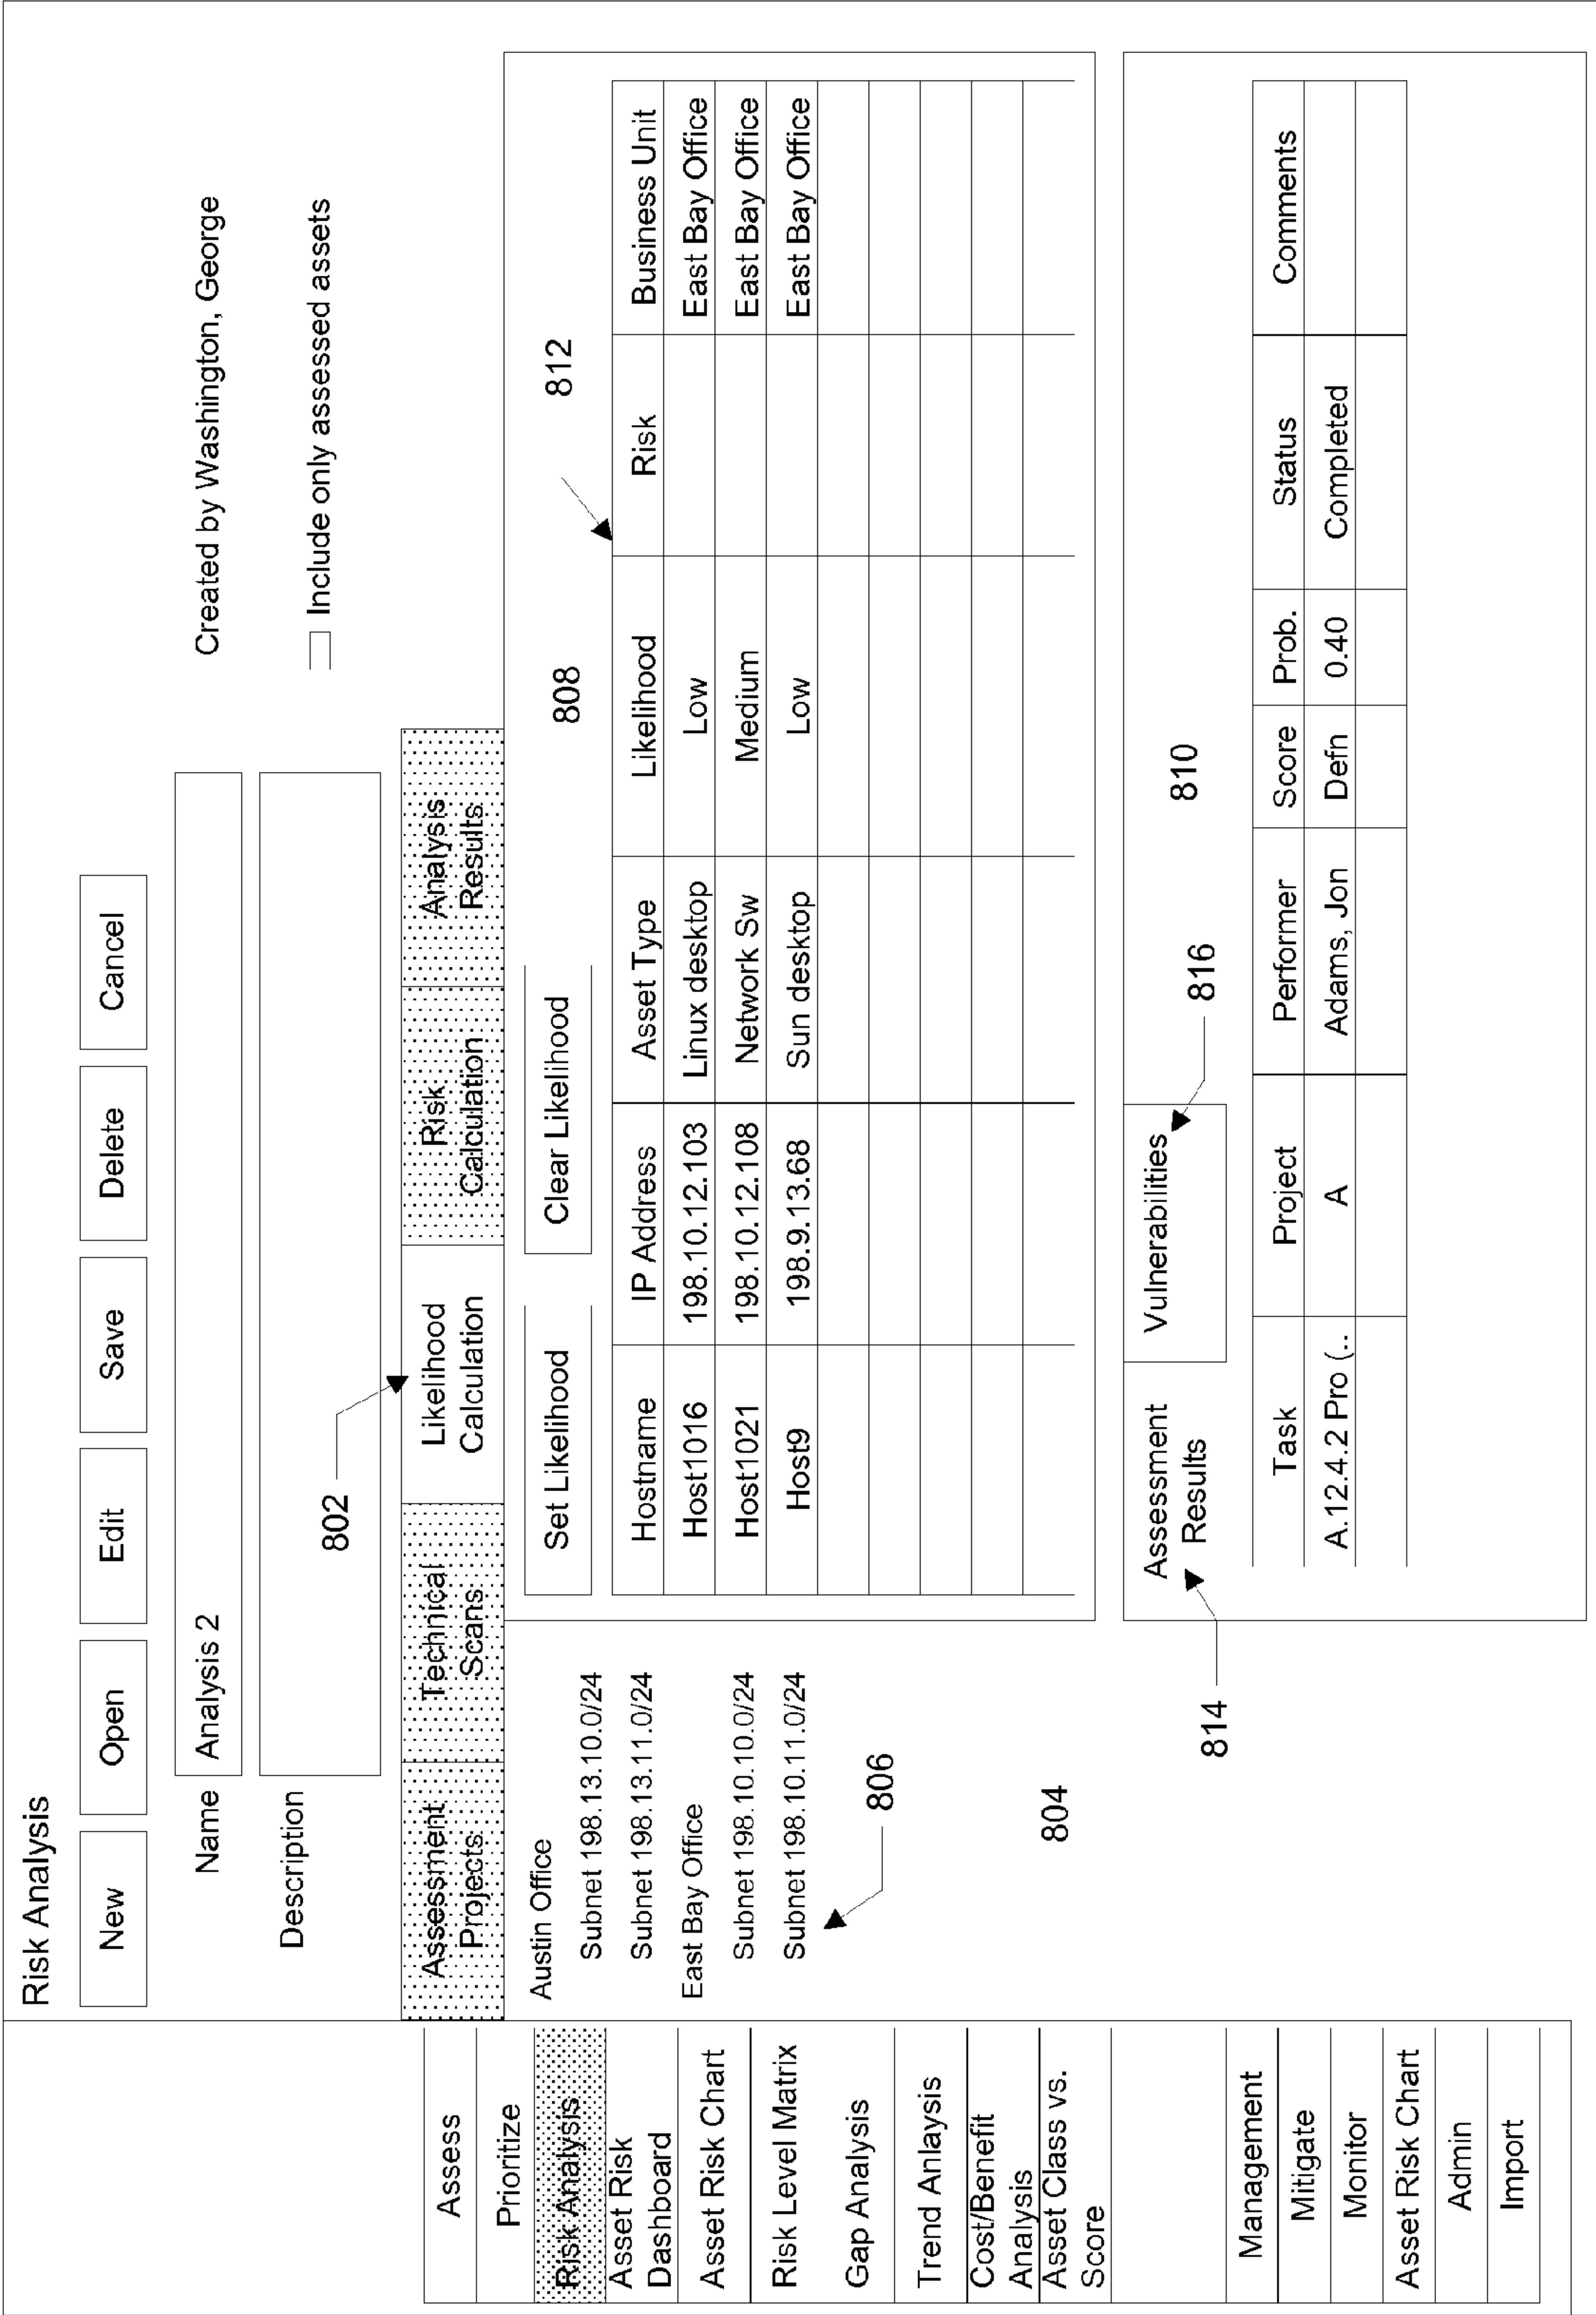 Risk Analysis
New Open Edit Save Delete Cancel
Name Analysis 2 Created by Washington, George
Description Include only assessed assets
802
Assessment Projects Technical Scans Likelihood Calculation Risk Calculation Analysis Results
Assess
Prioritize
Risk Analysis
Asset Risk
Dashboard
Asset Risk Chart
Risk Level Matrix
Gap Analysis
Trend Anlaysis
Cost/Benefit
Analysis
Asset Class vs.
Score
Management
Mitigate
Monitor
Asset Risk Chart
Admin
Import
Austin Office
Subnet 198.13.10.0/24
Subnet 198.13.11.0/24
East Bay Office
Subnet 198.10.10.0/24
Subnet 198.10.11.0/24
806
804
Set Likelihood Clear Likelihood 808 812
Hostname IP Address Asset Type Likelihood Risk Business Unit
Host1016 198.10.12.103 Linux desktop Low East Bay Office
Host1021 198.10.12.108 Network Sw Medium East Bay Office
Host9 198.9.13.68 Sun desktop Low East Bay Office
Assessment
Results
Vulnerabilities
810
814
816
Task Project Performer Score Prob. Status Comments
A.12.4.2 Pro (.. A Adams, Jon Defn 0.40 Completed